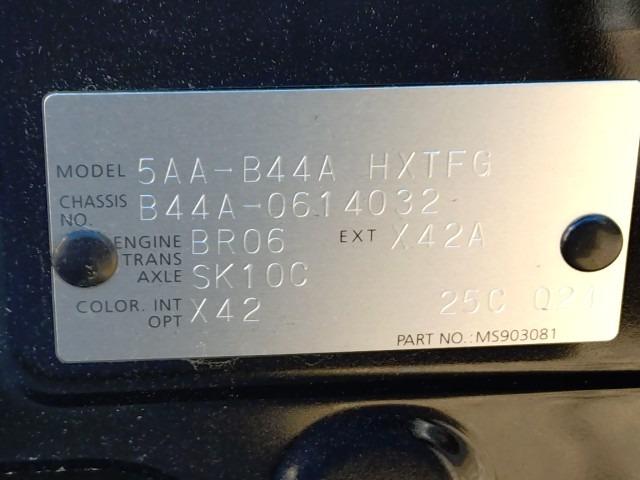 MODEL 5AA-B44A HXTFG
CHASSIS NO. B44A-0614032
ENGINE BR06 EXT X42A
TRANS AXLE SK10C
COLOR. INT OPT X42 25C
PART NO.: MS903081